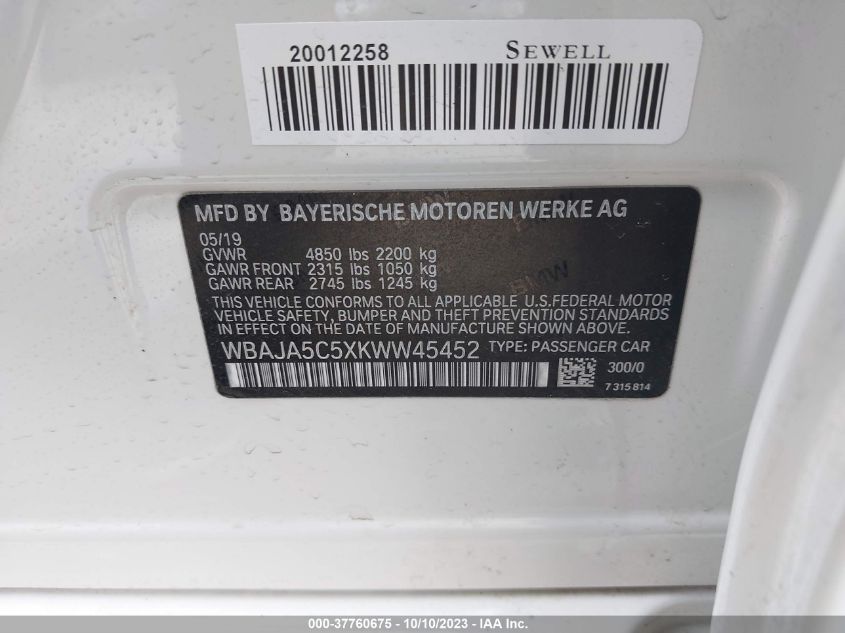 20012258 SEWELL
MFD BY BAYERISCHE MOTOREN WERKE AG
05/19
GVWR 4850 lbs 2200 kg
GAWR FRONT 2315 lbs 1050 kg
GAWR REAR 2745 lbs 1245 kg
THIS VEHICLE CONFORMS TO ALL APPLICABLE U.S.FEDERAL MOTOR
VEHICLE SAFETY, BUMPER AND THEFT PREVENTION STANDARDS
IN EFFECT ON THE DATE OF MANUFACTURE SHOWN ABOVE.
WBAJA5C5XKWW45452 TYPE: PASSENGER CAR
300/0
7 315 814
000-37760675 - 10/10/2023 - IAA Inc.